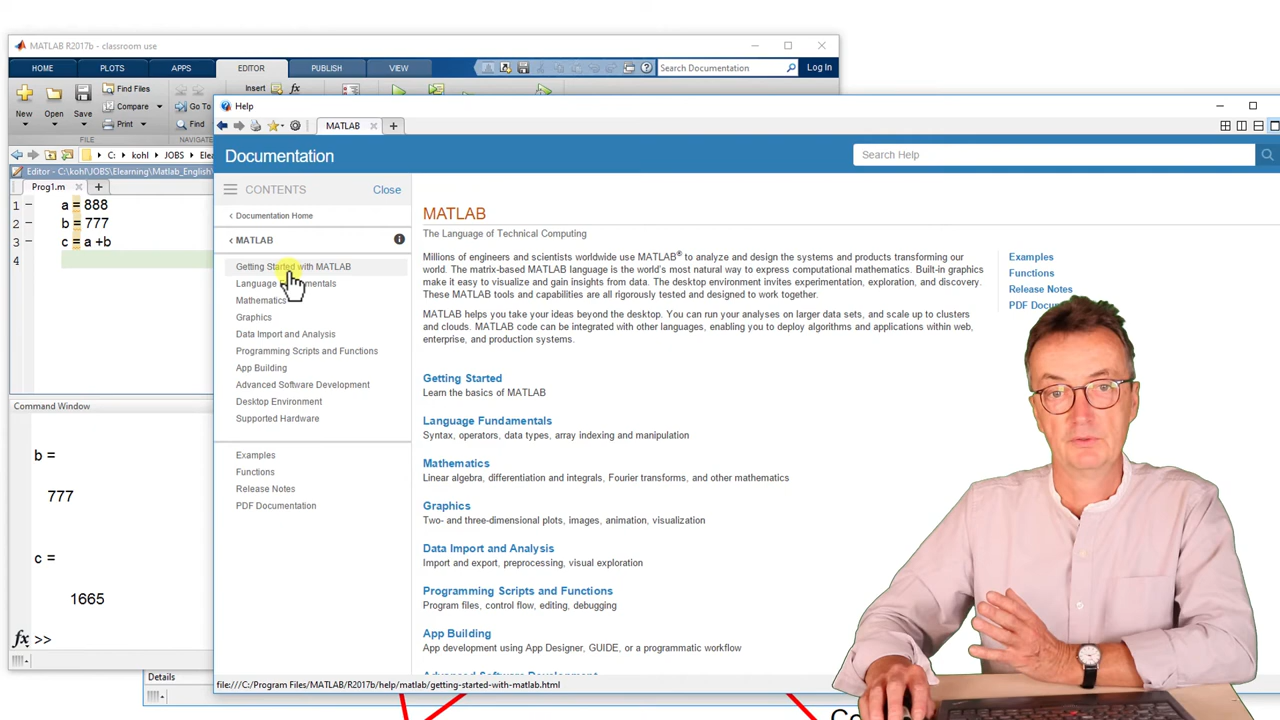 MATLAB R2017b - classroom use
HOME PLOTS APPS EDITOR PUBLISH VIEW Search Documentation Log In
New Open Save
Find Files
Compare
Print
FILE
Insert fx
Go To
Find
NAVIGATE
C: kohl JOBS
Editor - C:\kohl\JOBS\Elearning\Matlab_English\
Prog1.m
1 a = 888
2 b = 777
3 c = a +b
4
Command Window
b =
777
c =
1665
fx >>
Details
Help
MATLAB
Documentation
Search Help
CONTENTS Close
Documentation Home
MATLAB
Getting Started with MATLAB
Mathematics
Graphics
Data Import and Analysis
Programming Scripts and Functions
App Building
Advanced Software Development
Desktop Environment
Supported Hardware
Examples
Functions
Release Notes
PDF Documentation
MATLAB
The Language of Technical Computing
Millions of engineers and scientists worldwide use MATLAB® to analyze and design the systems and products transforming our
world. The matrix-based MATLAB language is the world's most natural way to express computational mathematics. Built-in graphics
make it easy to visualize and gain insights from data. The desktop environment invites experimentation, exploration, and discovery.
These MATLAB tools and capabilities are all rigorously tested and designed to work together.
MATLAB helps you take your ideas beyond the desktop. You can run your analyses on larger data sets, and scale up to clusters
and clouds. MATLAB code can be integrated with other languages, enabling you to deploy algorithms and applications within web,
enterprise, and production systems.
Getting Started
Learn the basics of MATLAB
Language Fundamentals
Syntax, operators, data types, array indexing and manipulation
Mathematics
Linear algebra, differentiation and integrals, Fourier transforms, and other mathematics
Graphics
Two- and three-dimensional plots, images, animation, visualization
Data Import and Analysis
Import and export, preprocessing, visual exploration
Programming Scripts and Functions
Program files, control flow, editing, debugging
App Building
App development using App Designer, GUIDE, or a programmatic workflow
Examples
Functions
Release Notes
PDF
file:///C:/Program Files/MATLAB/R2017b/help/matlab/getting-started-with-matlab.html